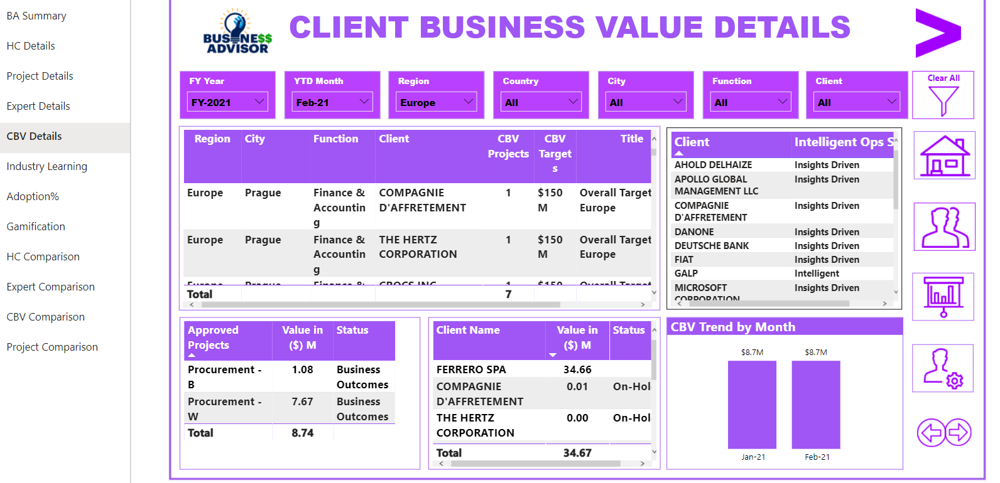 BA Summary
HC Details
Project Details
Expert Details
CBV Details
Industry Learning
Adoption%
Gamification
HC Comparison
Expert Comparison
CBV Comparison
Project Comparison
BUSINE$$
ADVISOR
CLIENT BUSINESS VALUE DETAILS
FY Year
FY-2021
YTD Month
Feb-21
Region
Europe
Country
All
City
All
Function
All
Client
All
Clear All
Region City Function Client CBV Projects CBV Targets Title
Europe Prague Finance & COMPAGNIE 1 $150 Overall Target
Accountin D'AFFRETEMENT M Europe
g
Europe Prague Finance & THE HERTZ 1 $150 Overall Target
Accountin CORPORATION M Europe
g
Europe Prague Finance & CROCS INC 1 $150 Overall Target
Total 7
Client Intelligent Ops S
AHOLD DELHAIZE Insights Driven
APOLLO GLOBAL Insights Driven
MANAGEMENT LLC
COMPAGNIE Insights Driven
D'AFFRETEMENT
DANONE Insights Driven
DEUTSCHE BANK Insights Driven
FIAT Insights Driven
GALP Intelligent
MICROSOFT Insights Driven
CORPORATION
Approved Value in Status
Projects ($) M
Procurement - 1.08 Business
B Outcomes
Procurement - 7.67 Business
W Outcomes
Total 8.74
Client Name Value in Status
($) M
FERRERO SPA 34.66
COMPAGNIE 0.01 On-Hol
D'AFFRETEMENT
THE HERTZ 0.00 On-Hol
CORPORATION
Total 34.67
CBV Trend by Month
$8.7M $8.7M
Jan-21 Feb-21